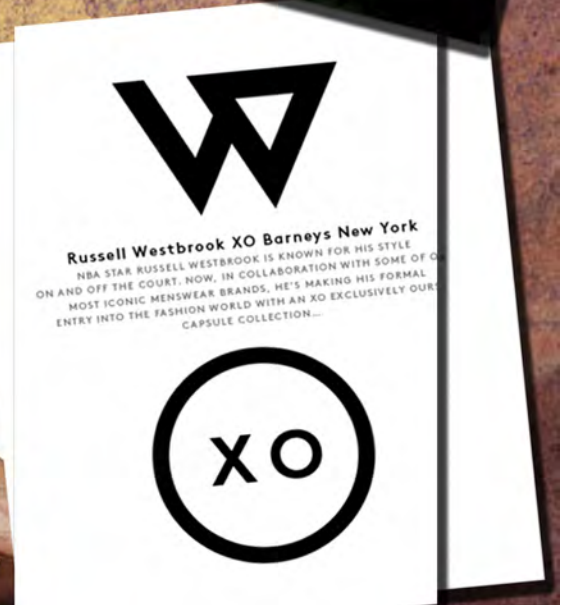 W
Russell Westbrook XO Barneys New York
NBA STAR RUSSELL WESTBROOK IS KNOWN FOR HIS STYLE
ON AND OFF THE COURT. NOW, IN COLLABORATION WITH SOME OF
MOST ICONIC MENSWEAR BRANDS, HE'S MAKING HIS FORMAL
ENTRY INTO THE FASHION WORLD WITH AN XO EXCLUSIVELY OURS
CAPSULE COLLECTION...
XO